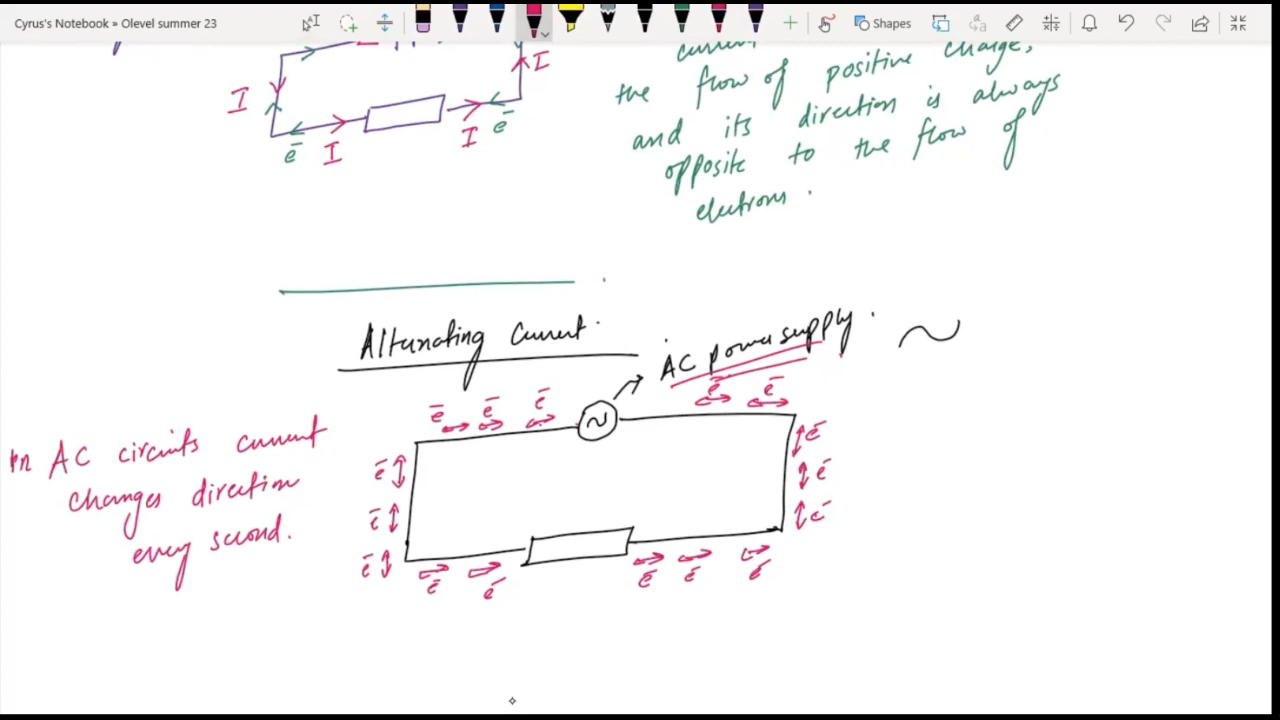 Cyrus's Notebook » Olevel summer 23
Shapes
I
I
e̅
I
I
e̅
current
the flow of positive charge,
and its direction is always
opposite to the flow of
electrons.
Alternating Current.
AC power supply.
~
e̅ e̅ e̅
~
e̅ e̅
In AC circuits current
changes direction
every second.
e̅
e̅
e̅
e̅
e̅
e̅
e̅ e̅
e̅ e̅ e̅